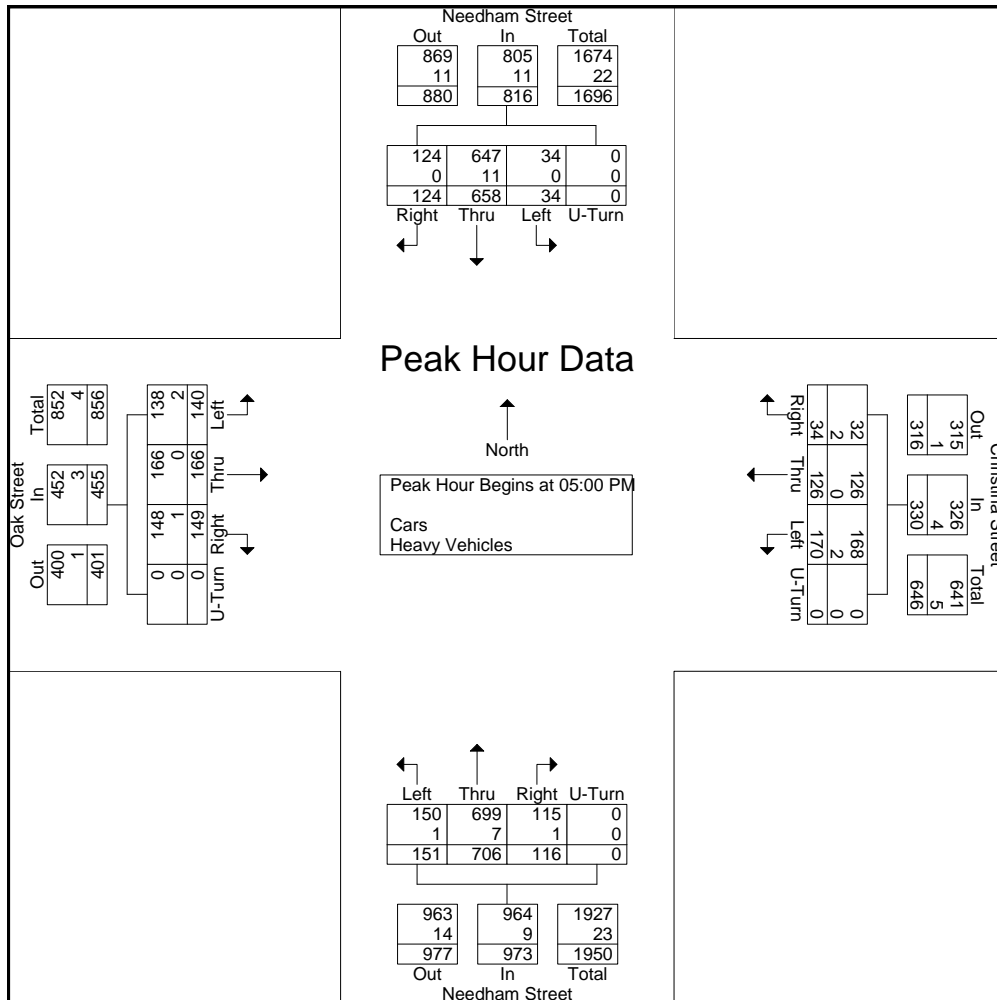 Needham Street
Out In Total
869 805 1674
11 11 22
880 816 1696
124 647 34 0
0 11 0 0
124 658 34 0
Right Thru Left U-Turn
Peak Hour Data
North
Peak Hour Begins at 05:00 PM
Cars
Heavy Vehicles
Oak Street
Out In Total
400 452 852
1 3 4
401 455 856
138 166 148 0
2 0 1 0
140 166 149 0
Left Thru Right U-Turn
Christina Street
Out In Total
315 326 641
1 4 5
316 330 646
32 126 168 0
2 0 2 0
34 126 170 0
Right Thru Left U-Turn
Left Thru Right U-Turn
150 699 115 0
1 7 1 0
151 706 116 0
963 964 1927
14 9 23
977 973 1950
Out In Total
Needham Street